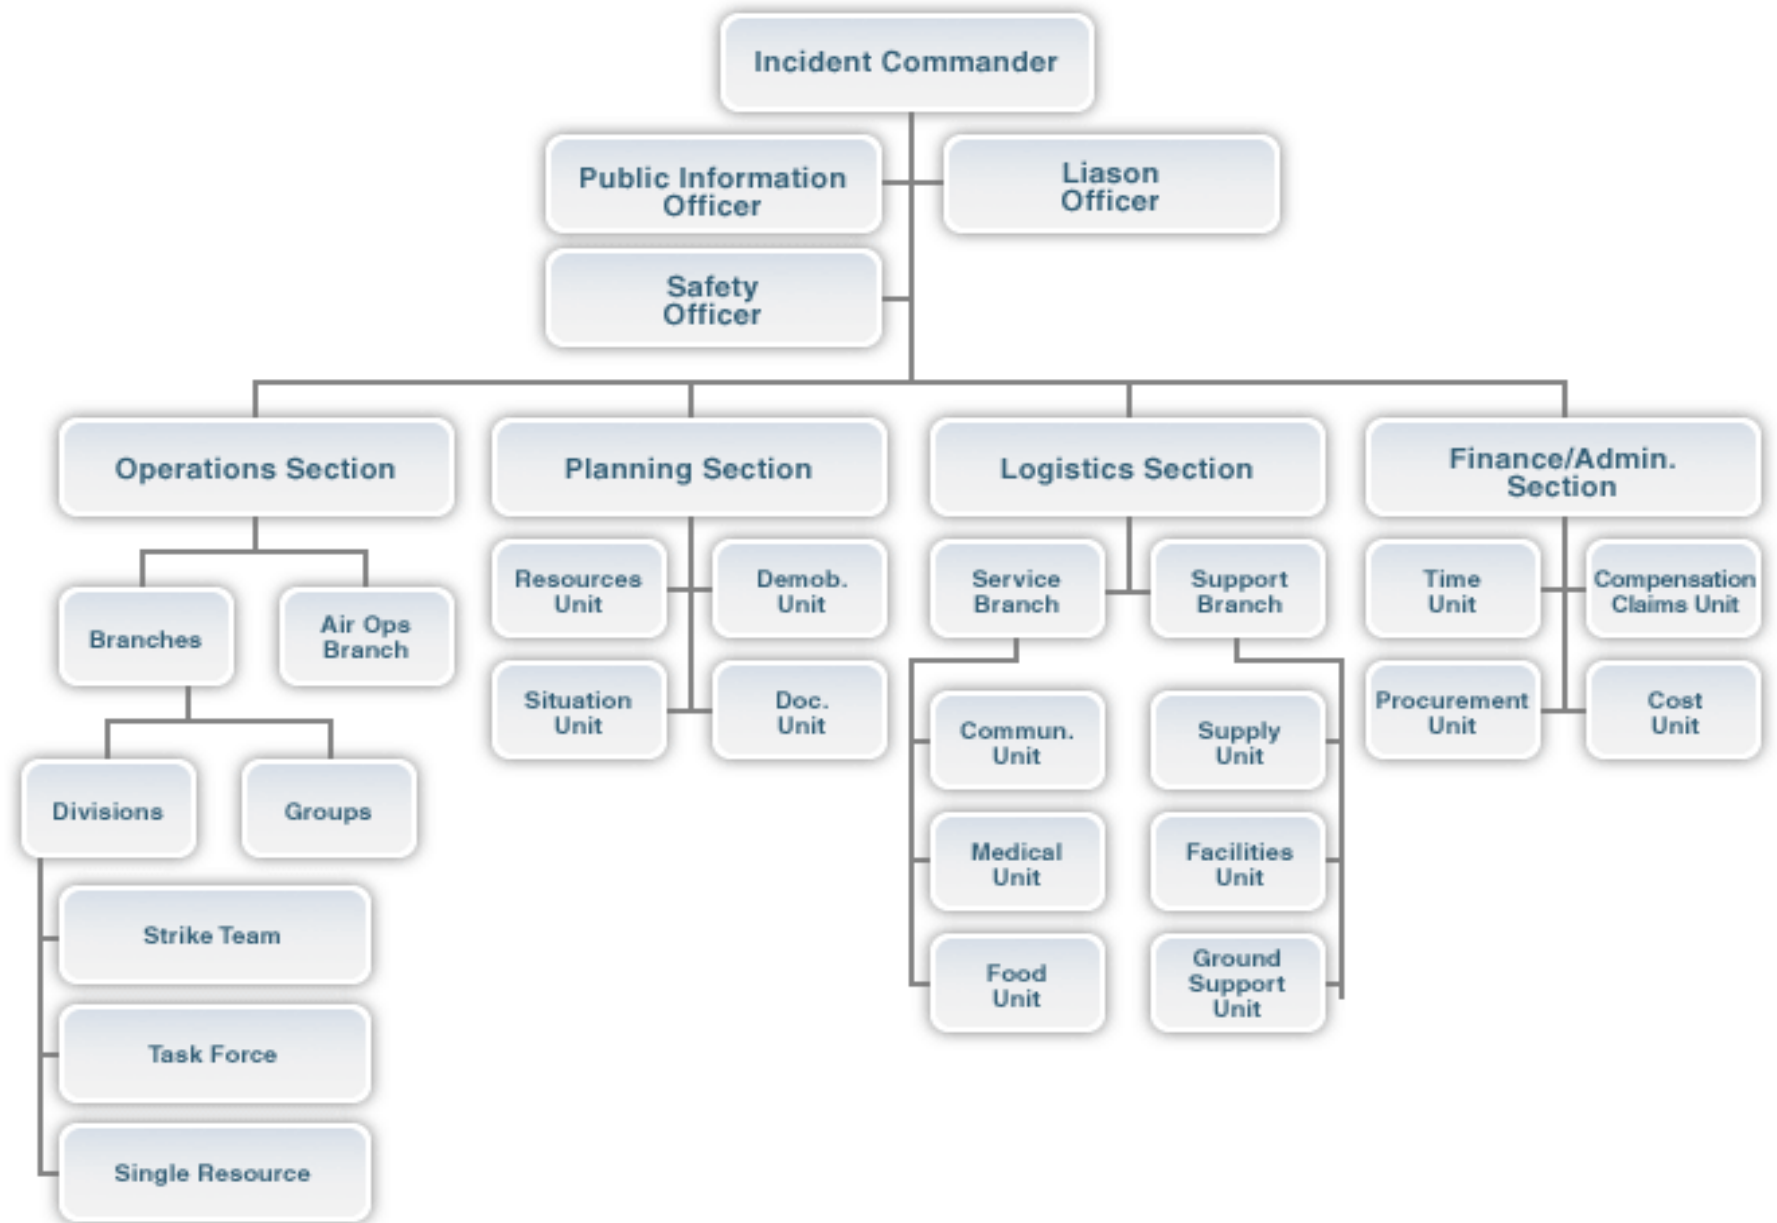 Incident Commander
Public Information
Officer
Liason
Officer
Safety
Officer
Operations Section
Planning Section
Logistics Section
Finance/Admin.
Section
Branches
Air Ops
Branch
Divisions
Groups
Strike Team
Task Force
Single Resource
Resources
Unit
Demob.
Unit
Situation
Unit
Doc.
Unit
Service
Branch
Support
Branch
Commun.
Unit
Supply
Unit
Medical
Unit
Facilities
Unit
Food
Unit
Ground
Support
Unit
Time
Unit
Compensation
Claims Unit
Procurement
Unit
Cost
Unit